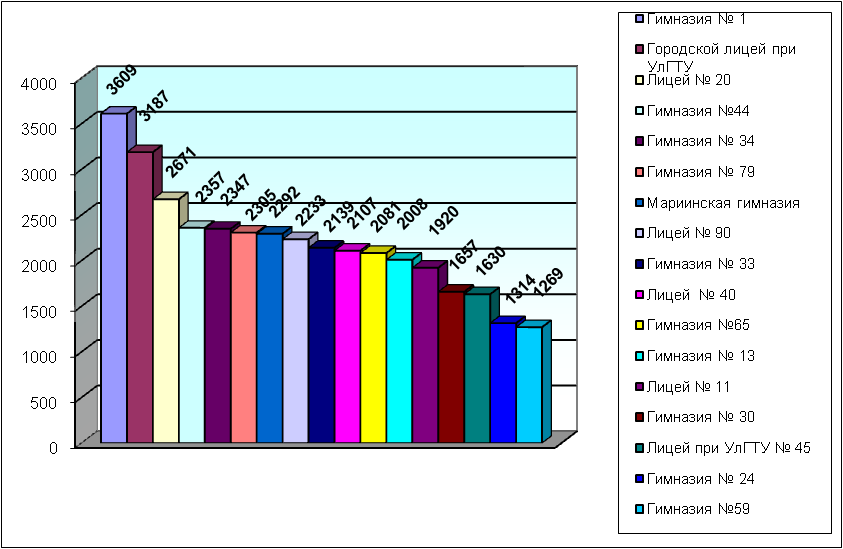 4000
3500
3000
2500
2000
1500
1000
500
0
3609
3187
2671
2357
2347
2305
2292
2233
2139
2107
2081
2008
1920
1657
1630
1314
1269
Гимназия № 1
Городской лицей при
УлГТУ
Лицей № 20
Гимназия №44
Гимназия № 34
Гимназия № 79
Мариинская гимназия
Лицей № 90
Гимназия № 33
Лицей № 40
Гимназия №65
Гимназия № 13
Лицей № 11
Гимназия № 30
Лицей при УлГТУ № 45
Гимназия № 24
Гимназия №59